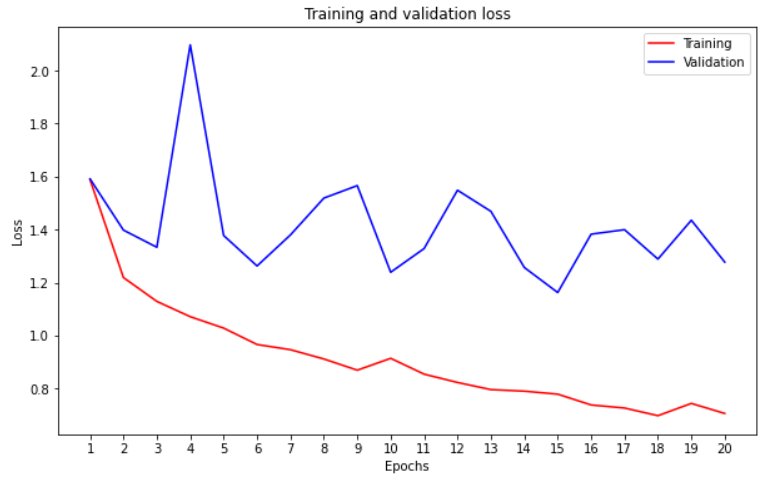 Training and validation loss
Training
Validation
2.0
1.8
1.6
1.4
1.2
1.0
0.8
Loss
1 2 3 4 5 6 7 8 9 10 11 12 13 14 15 16 17 18 19 20
Epochs